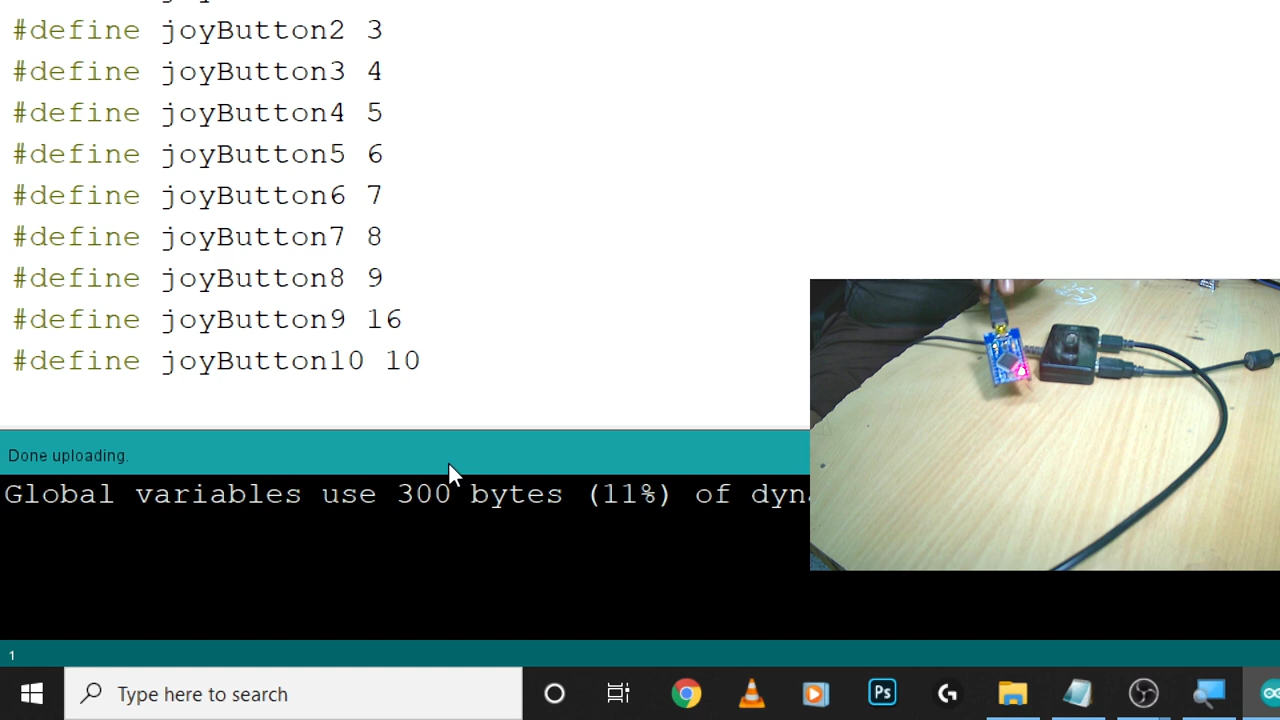 #define joyButton2 3
#define joyButton3 4
#define joyButton4 5
#define joyButton5 6
#define joyButton6 7
#define joyButton7 8
#define joyButton8 9
#define joyButton9 16
#define joyButton10 10
Done uploading.
Global variables use 300 bytes (11%) of dyn
1
Type here to search
Ps